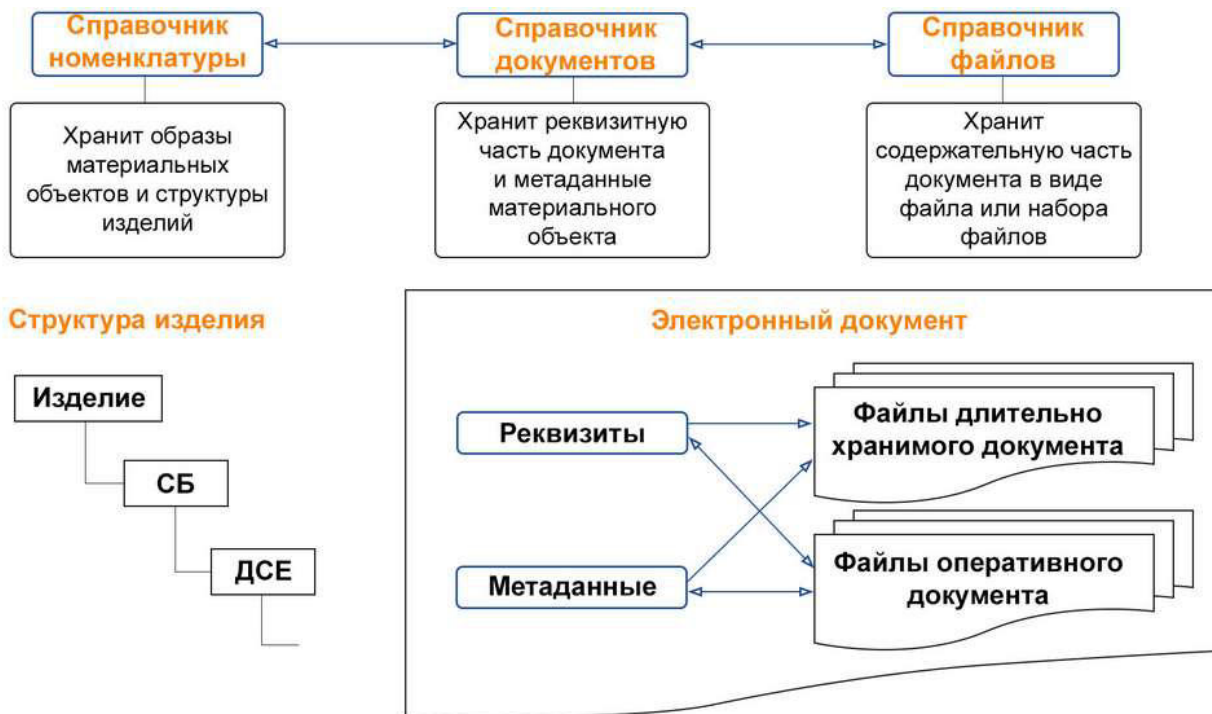 Справочник
номенклатуры
Справочник
документов
Справочник
файлов
Хранит образы
материальных
объектов и структуры
изделий
Хранит реквизитную
часть документа
и метаданные
материального
объекта
Хранит
содержательную часть
документа в виде
файла или набора
файлов
Структура изделия
Изделие
СБ
ДСЕ
Электронный документ
Реквизиты
Метаданные
Файлы длительно
хранимого документа
Файлы оперативного
документа